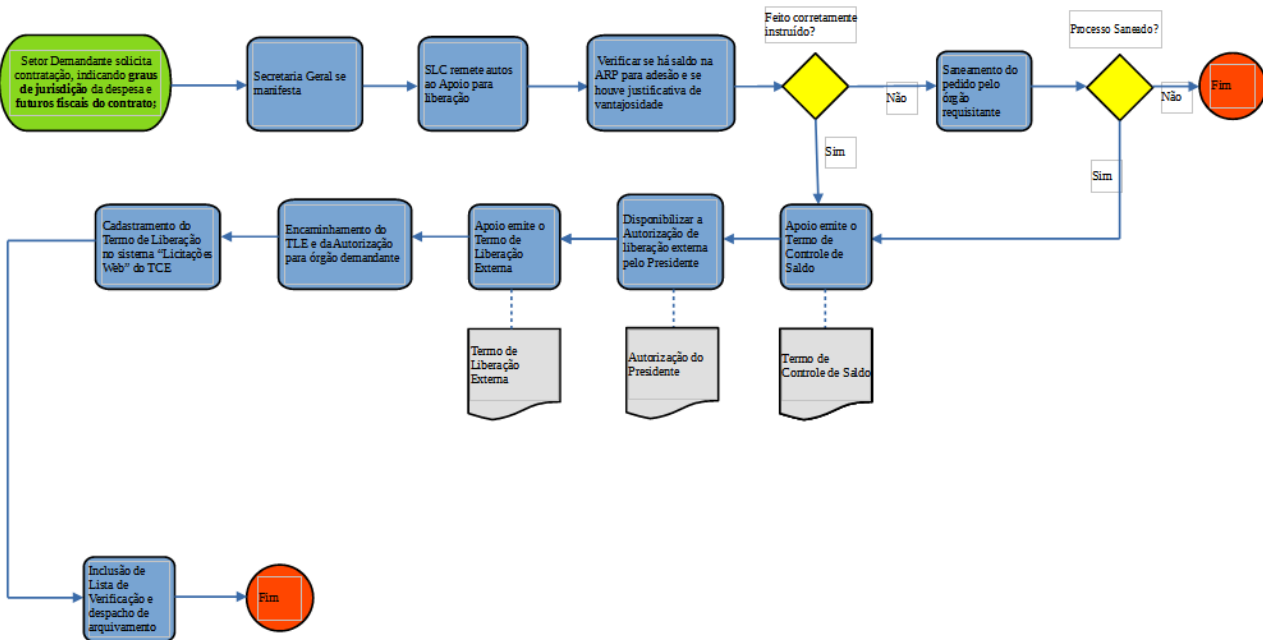 Setor Demandante solicita
contratação, indicando graus
de jurisdição da despesa e
futuros fiscais do contrato;
Secretaria Geral se
manifesta
SLC remete autos
ao Apoio para
liberação
Verificar se há saldo na
ARP para adesão e se
houve justificativa de
vantajosidade
Feito corretamente
instruído?
Não
Sim
Saneamento do
pedido pelo
órgão
requisitante
Processo Saneado?
Não
Sim
Fim
Cadastramento do
Termo de Liberação
no sistema “Licitações
Web” do TCE
Encaminhamento do
TLE e da Autorização
para órgão demandante
Apoio emite o
Termo de
Liberação
Externa
Disponibilizar a
Autorização de
liberação externa
pelo Presidente
Apoio emite o
Termo de
Controle de
Saldo
Termo de
Liberação
Externa
Autorização do
Presidente
Termo de
Controle de Saldo
Inclusão de
Lista de
Verificação e
despacho de
arquivamento
Fim